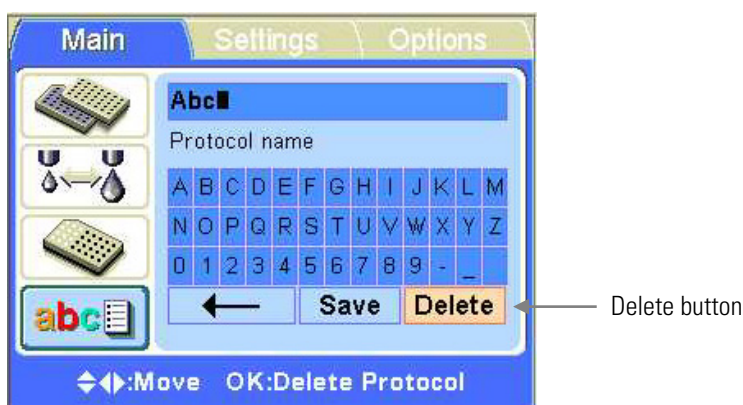 Main Settings Options
Abc
Protocol name
A B C D E F G H I J K L M
N O P Q R S T U V W X Y Z
0 1 2 3 4 5 6 7 8 9 - _
← Save Delete
Delete button
abc
:Move OK:Delete Protocol